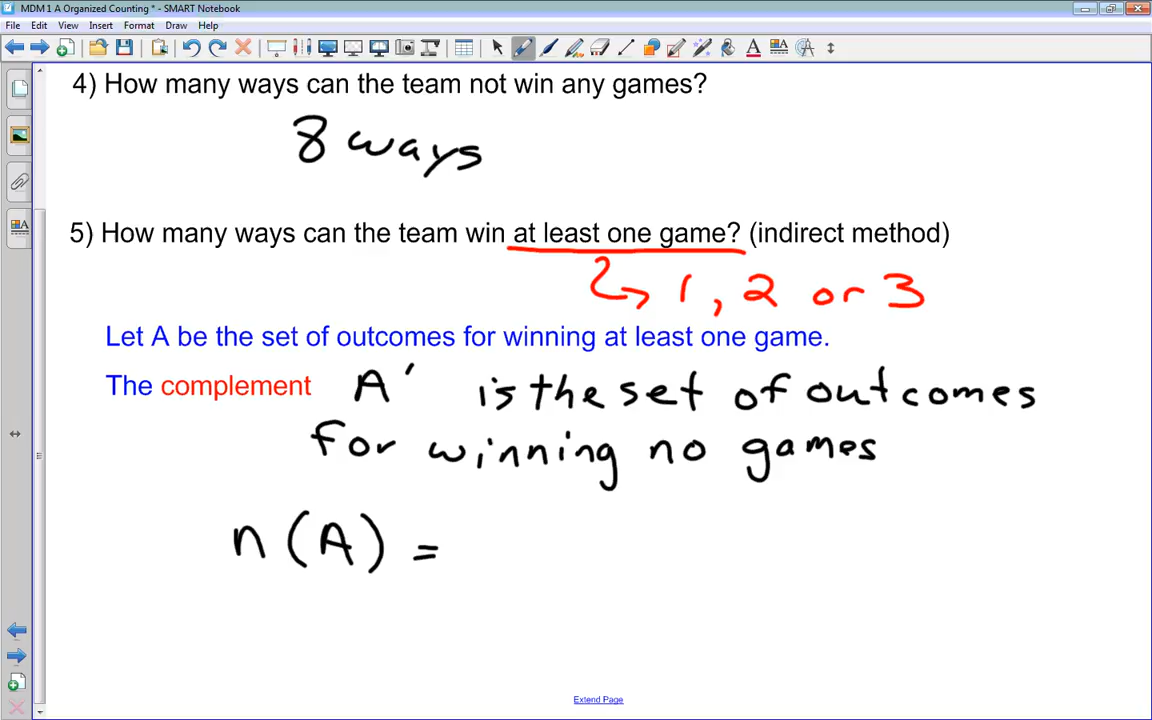 MDM 1 A Organized Counting * - SMART Notebook
File Edit View Insert Format Tools Draw Help
4) How many ways can the team not win any games?
8 ways
5) How many ways can the team win at least one game? (indirect method)
1, 2 or 3
Let A be the set of outcomes for winning at least one game.
The complement A' is the set of outcomes
for winning no games
n(A) =
Extend Page